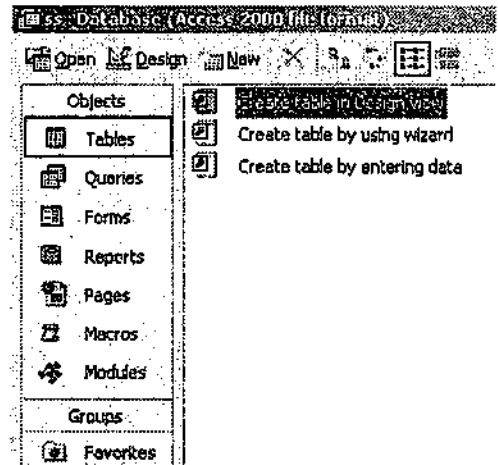 ss : Database (Access 2000 file format)
Open Design New
Objects
Tables
Queries
Forms
Reports
Pages
Macros
Modules
Groups
Favorites
Create table in Design view
Create table by using wizard
Create table by entering data